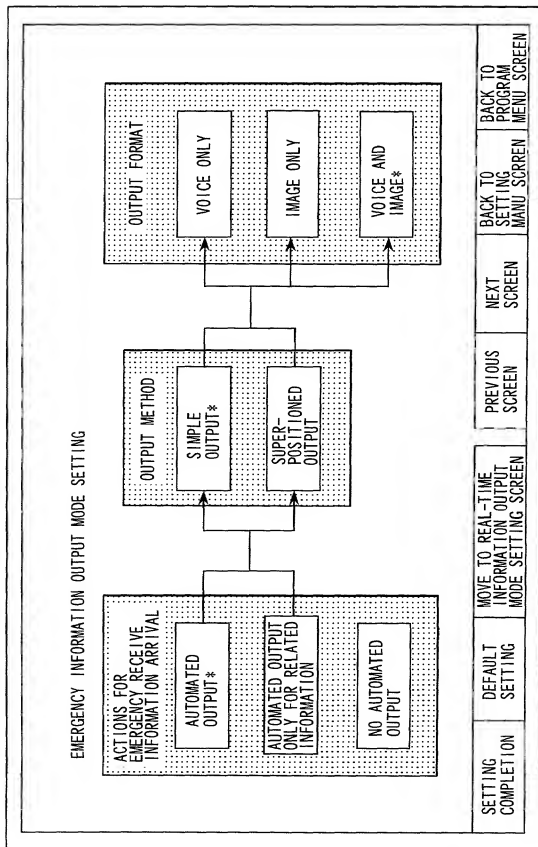 EMERGENCY INFORMATION OUTPUT MODE SETTING
ACTIONS FOR
EMERGENCY RECEIVE
INFORMATION ARRIVAL
AUTOMATED
OUTPUT*
AUTOMATED OUTPUT
ONLY FOR RELATED
INFORMATION
NO AUTOMATED
OUTPUT
OUTPUT METHOD
SIMPLE
OUTPUT*
SUPER-
POSITIONED
OUTPUT
OUTPUT FORMAT
VOICE ONLY
IMAGE ONLY
VOICE AND
IMAGE*
SETTING
COMPLETION
DEFAULT
SETTING
MOVE TO REAL-TIME
INFORMATION OUTPUT
MODE SETTING SCREEN
PREVIOUS
SCREEN
NEXT
SCREEN
BACK TO
SETTING
MANU SCRREN
BACK TO
PROGRAM
MENU SCREEN